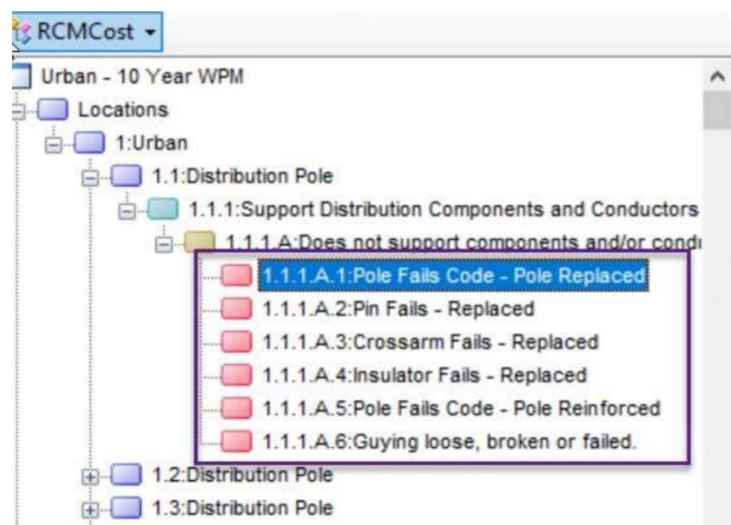 RCMCost
Urban - 10 Year WPM
Locations
1:Urban
1.1:Distribution Pole
1.1.1:Support Distribution Components and Conductors
1.1.1.A:Does not support components and/or
1.1.1.A.1:Pole Fails Code - Pole Replaced
1.1.1.A.2:Pin Fails - Replaced
1.1.1.A.3:Crossarm Fails - Replaced
1.1.1.A.4:Insulator Fails - Replaced
1.1.1.A.5:Pole Fails Code - Pole Reinforced
1.1.1.A.6:Guying loose, broken or failed.
1.2:Distribution Pole
1.3:Distribution Pole